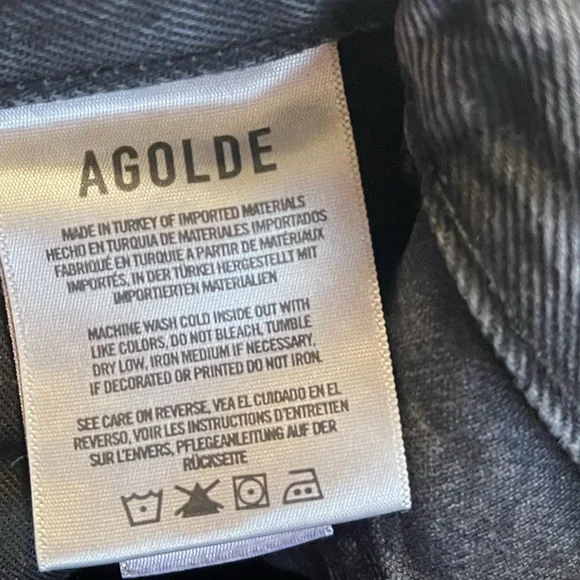 AGOLDE
MADE IN TURKEY OF IMPORTED MATERIALS
HECHO EN TURQUIA DE MATERIALES IMPORTADOS
FABRIQUÉ EN TURQUIE A PARTIR DE MATÉRIAUX
IMPORTÉS, IN DER TÜRKEI HERGESTELLT MIT
IMPORTIERTEN MATERIALIEN
MACHINE WASH COLD INSIDE OUT WITH
LIKE COLORS, DO NOT BLEACH, TUMBLE
DRY LOW, IRON MEDIUM IF NECESSARY.
IF DECORATED OR PRINTED DO NOT IRON.
SEE CARE ON REVERSE, VEA EL CUIDADO EN EL
REVERSO, VOIR LES INSTRUCTIONS D'ENTRETIEN
SUR L'ENVERS, PFLEGEANLEITUNG AUF DER
RÜCKSEITE